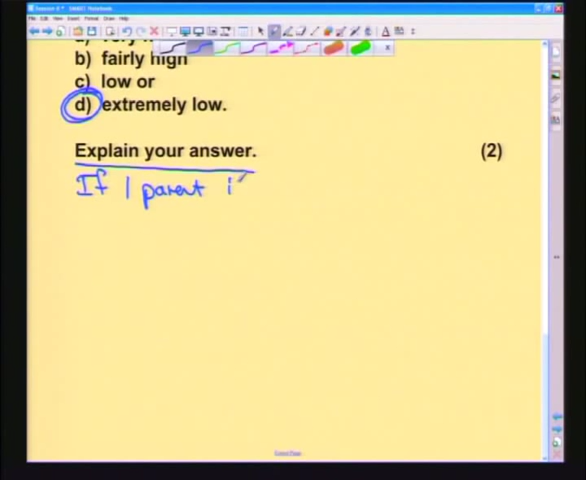 b) fairly high
c) low or
d) extremely low.
Explain your answer. (2)
If 1 parent i